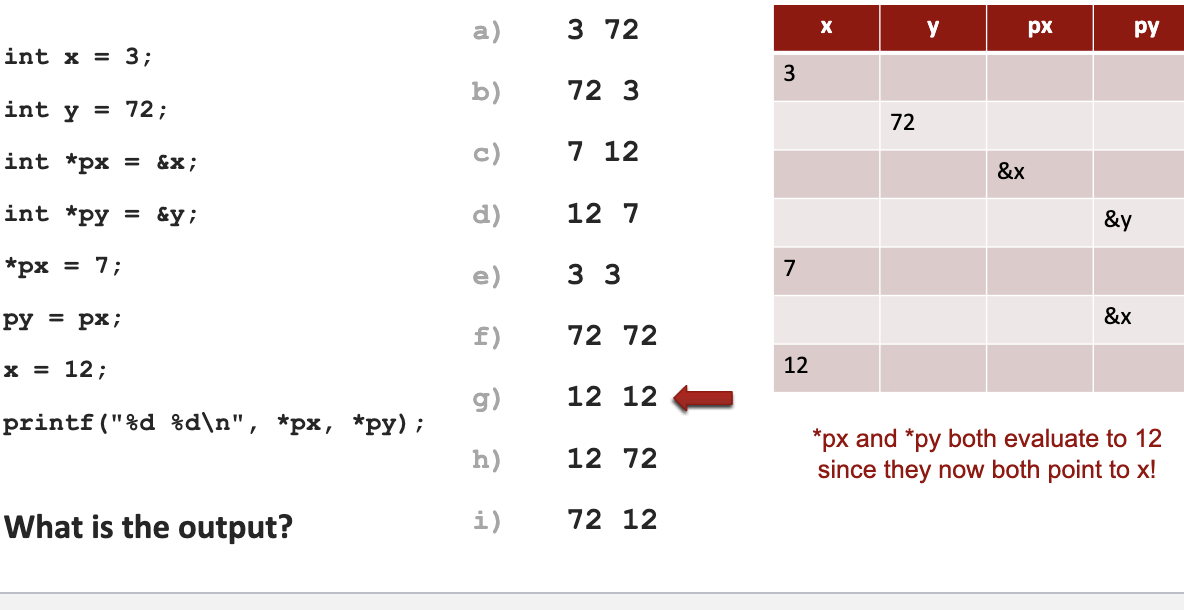 int x = 3;
int y = 72;
int *px = &x;
int *py = &y;
*px = 7;
py = px;
x = 12;
printf("%d %d\n", *px, *py);
What is the output?
a) 3 72
b) 72 3
c) 7 12
d) 12 7
e) 3 3
f) 72 72
g) 12 12
h) 12 72
i) 72 12
x y px py
3
72
&x
&y
7
&x
12
*px and *py both evaluate to 12
since they now both point to x!